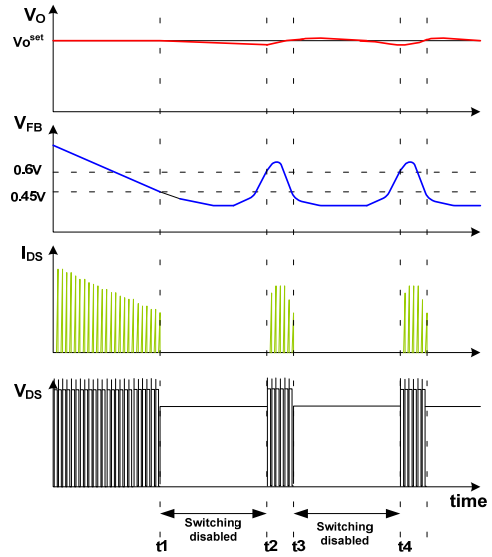 VO
Voset
VFB
0.6V
0.45V
IDS
VDS
time
Switching disabled
Switching disabled
t1
t2
t3
t4